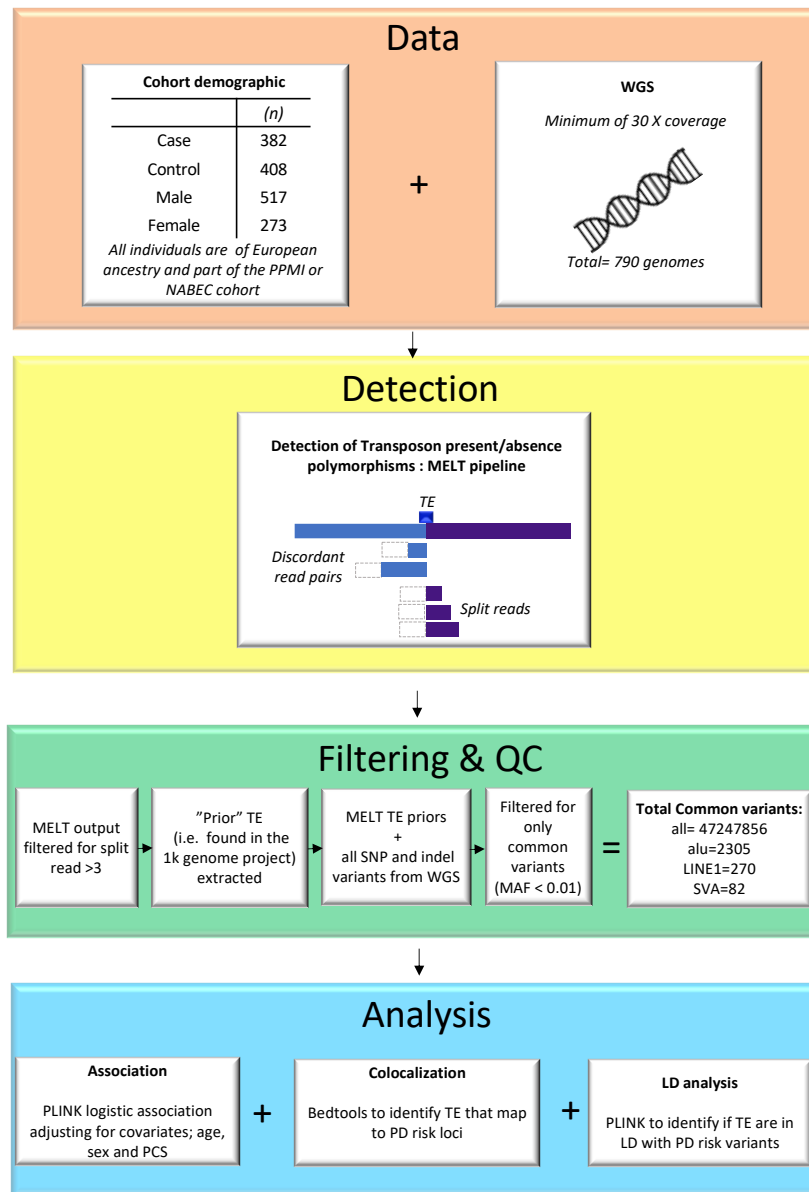 Data
Cohort demographic
(n)
Case 382
Control 408
Male 517
Female 273
All individuals are of European
ancestry and part of the PPMI or
NABEC cohort
+
WGS
Minimum of 30 X coverage
Total= 790 genomes
Detection
Detection of Transposon present/absence
polymorphisms : MELT pipeline
TE
Discordant
read pairs
Split reads
Filtering & QC
MELT output
filtered for split
read >3
”Prior” TE
(i.e. found in the
1k genome project)
extracted
MELT TE priors
+
all SNP and indel
variants from WGS
Filtered for
only
common
variants
(MAF < 0.01)
=
Total Common variants:
all= 47247856
alu=2305
LINE1=270
SVA=82
Analysis
Association
PLINK logistic association
adjusting for covariates; age,
sex and PCS
+
Colocalization
Bedtools to identify TE that map
to PD risk loci
+
LD analysis
PLINK to identify if TE are in
LD with PD risk variants